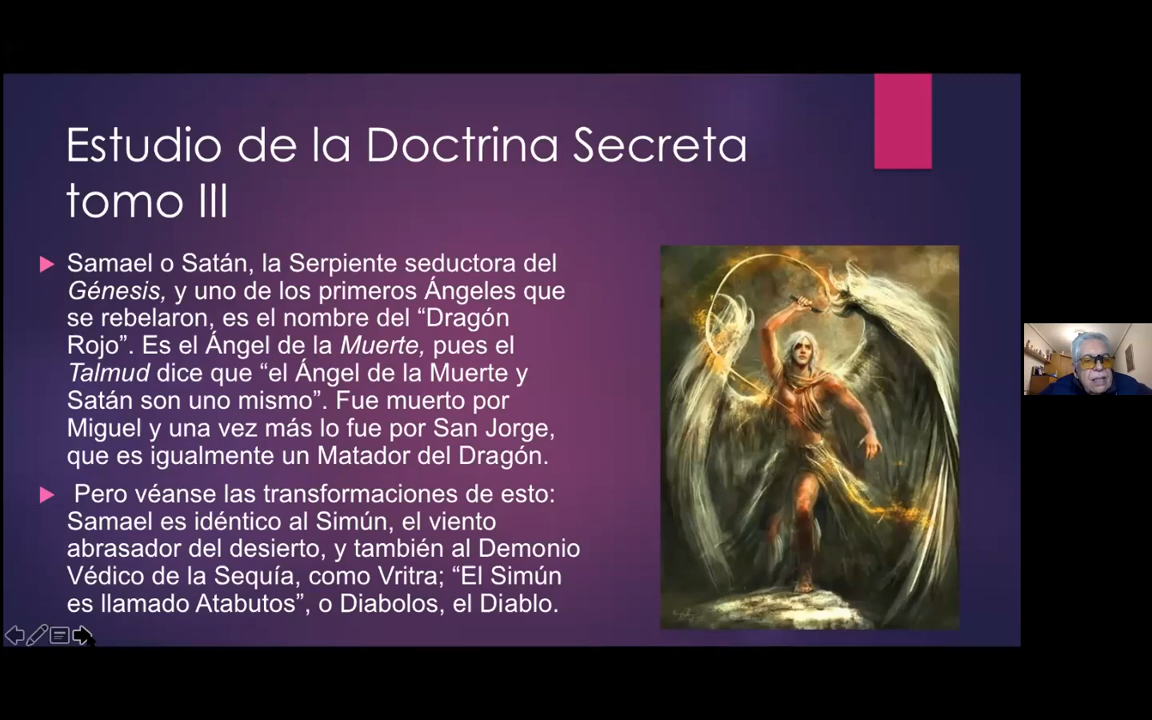 Estudio de la Doctrina Secreta
tomo III
Samael o Satán, la Serpiente seductora del
Génesis, y uno de los primeros Ángeles que
se rebelaron, es el nombre del “Dragón
Rojo”. Es el Ángel de la Muerte, pues el
Talmud dice que “el Ángel de la Muerte y
Satán son uno mismo”. Fue muerto por
Miguel y una vez más lo fue por San Jorge,
que es igualmente un Matador del Dragón.
Pero véanse las transformaciones de esto:
Samael es idéntico al Simún, el viento
abrasador del desierto, y también al Demonio
Védico de la Sequía, como Vritra; “El Simún
es llamado Atabutos”, o Diabolos, el Diablo.